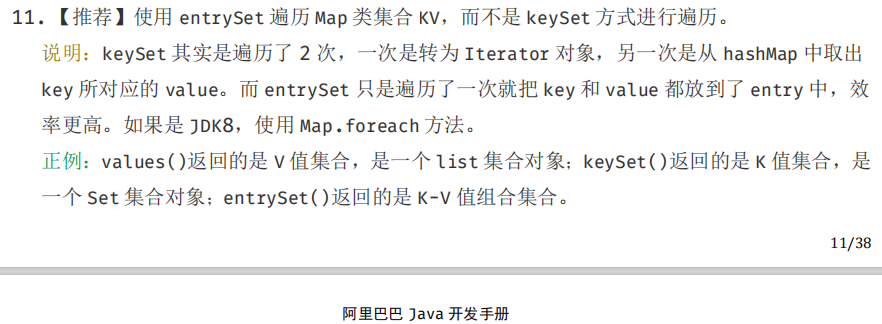 11.【推荐】使用 entrySet 遍历 Map 类集合 KV，而不是 keySet 方式进行遍历。
说明：keySet 其实是遍历了 2 次，一次是转为 Iterator 对象，另一次是从 hashMap 中取出
key 所对应的 value。而 entrySet 只是遍历了一次就把 key 和 value 都放到了 entry 中，效
率更高。如果是 JDK8，使用 Map.foreach 方法。
正例：values()返回的是 V 值集合，是一个 list 集合对象；keySet()返回的是 K 值集合，是
一个 Set 集合对象；entrySet()返回的是 K-V 值组合集合。
11/38
阿里巴巴 Java 开发手册